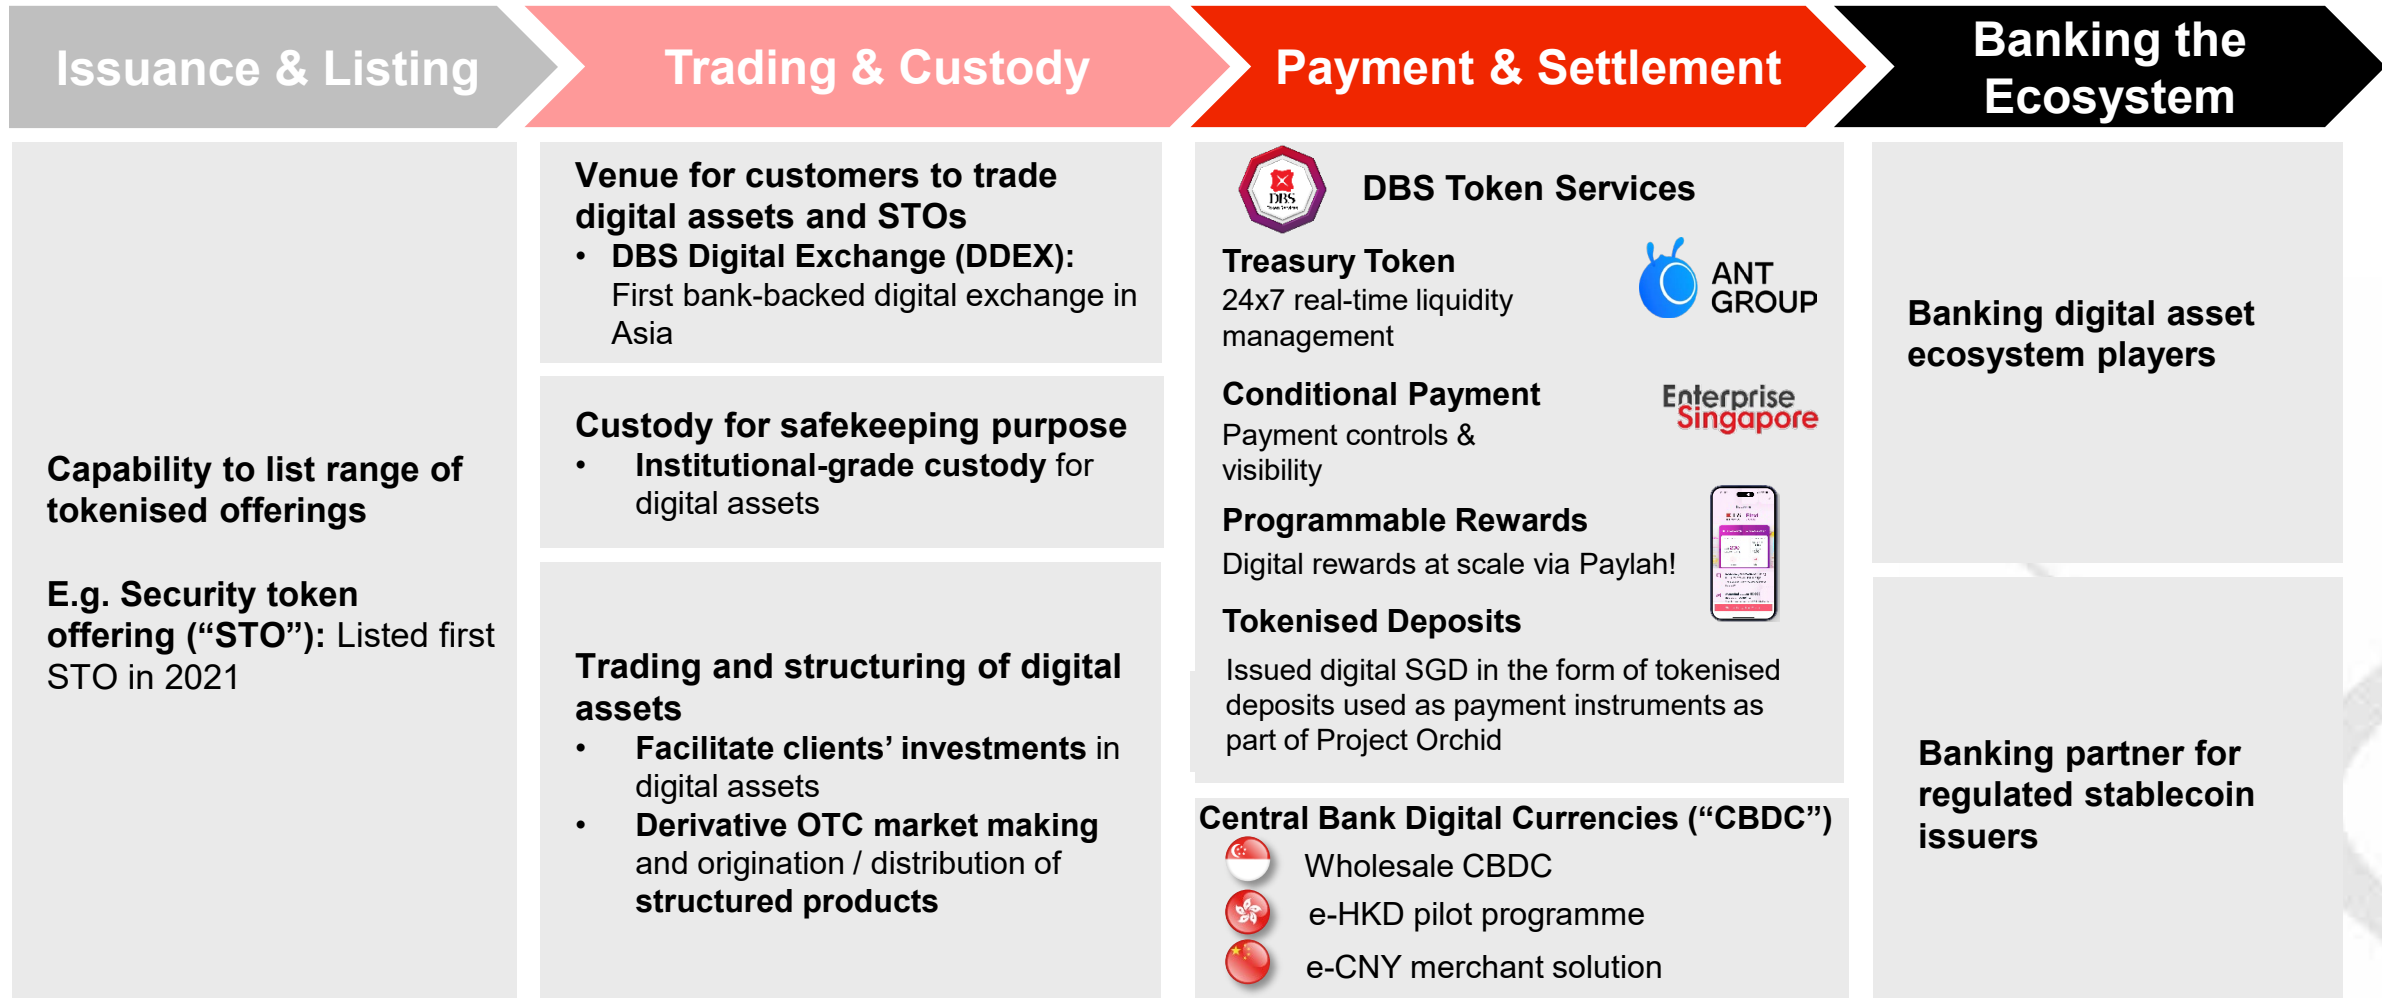 Issuance & Listing
Trading & Custody
Payment & Settlement
Banking the
Ecosystem
Capability to list range of
tokenised offerings
E.g. Security token
offering (“STO”): Listed first
STO in 2021
Venue for customers to trade
digital assets and STOs
• DBS Digital Exchange (DDEX):
First bank-backed digital exchange in
Asia
Custody for safekeeping purpose
• Institutional-grade custody for
digital assets
Trading and structuring of digital
assets
• Facilitate clients’ investments in
digital assets
• Derivative OTC market making
and origination / distribution of
structured products
DBS
Token Services
DBS Token Services
Treasury Token
24x7 real-time liquidity
management
ANT
GROUP
Conditional Payment
Payment controls &
visibility
Enterprise
Singapore
Programmable Rewards
Digital rewards at scale via Paylah!
Tokenised Deposits
Issued digital SGD in the form of tokenised
deposits used as payment instruments as
part of Project Orchid
Central Bank Digital Currencies (“CBDC”)
Wholesale CBDC
e-HKD pilot programme
e-CNY merchant solution
Banking digital asset
ecosystem players
Banking partner for
regulated stablecoin
issuers